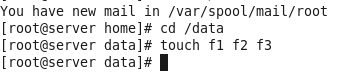 You have new mail in /var/spool/mail/root
[root@server home]# cd /data
[root@server data]# touch f1 f2 f3
[root@server data]#